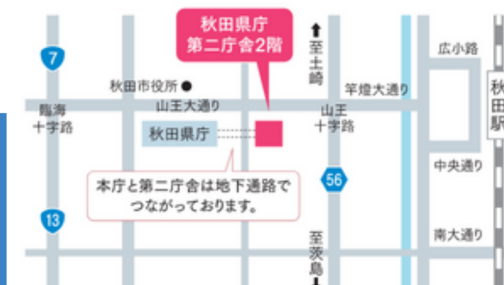 秋田県庁
第二庁舎2階
至土崎
広小路
7
秋田市役所
竿燈大通り
山王大通り
臨海
十字路
秋田県庁
山王
十字路
秋田駅
本庁と第二庁舎は地下通路で
つながっております。
56
中央通り
13
南大通り
至茨島